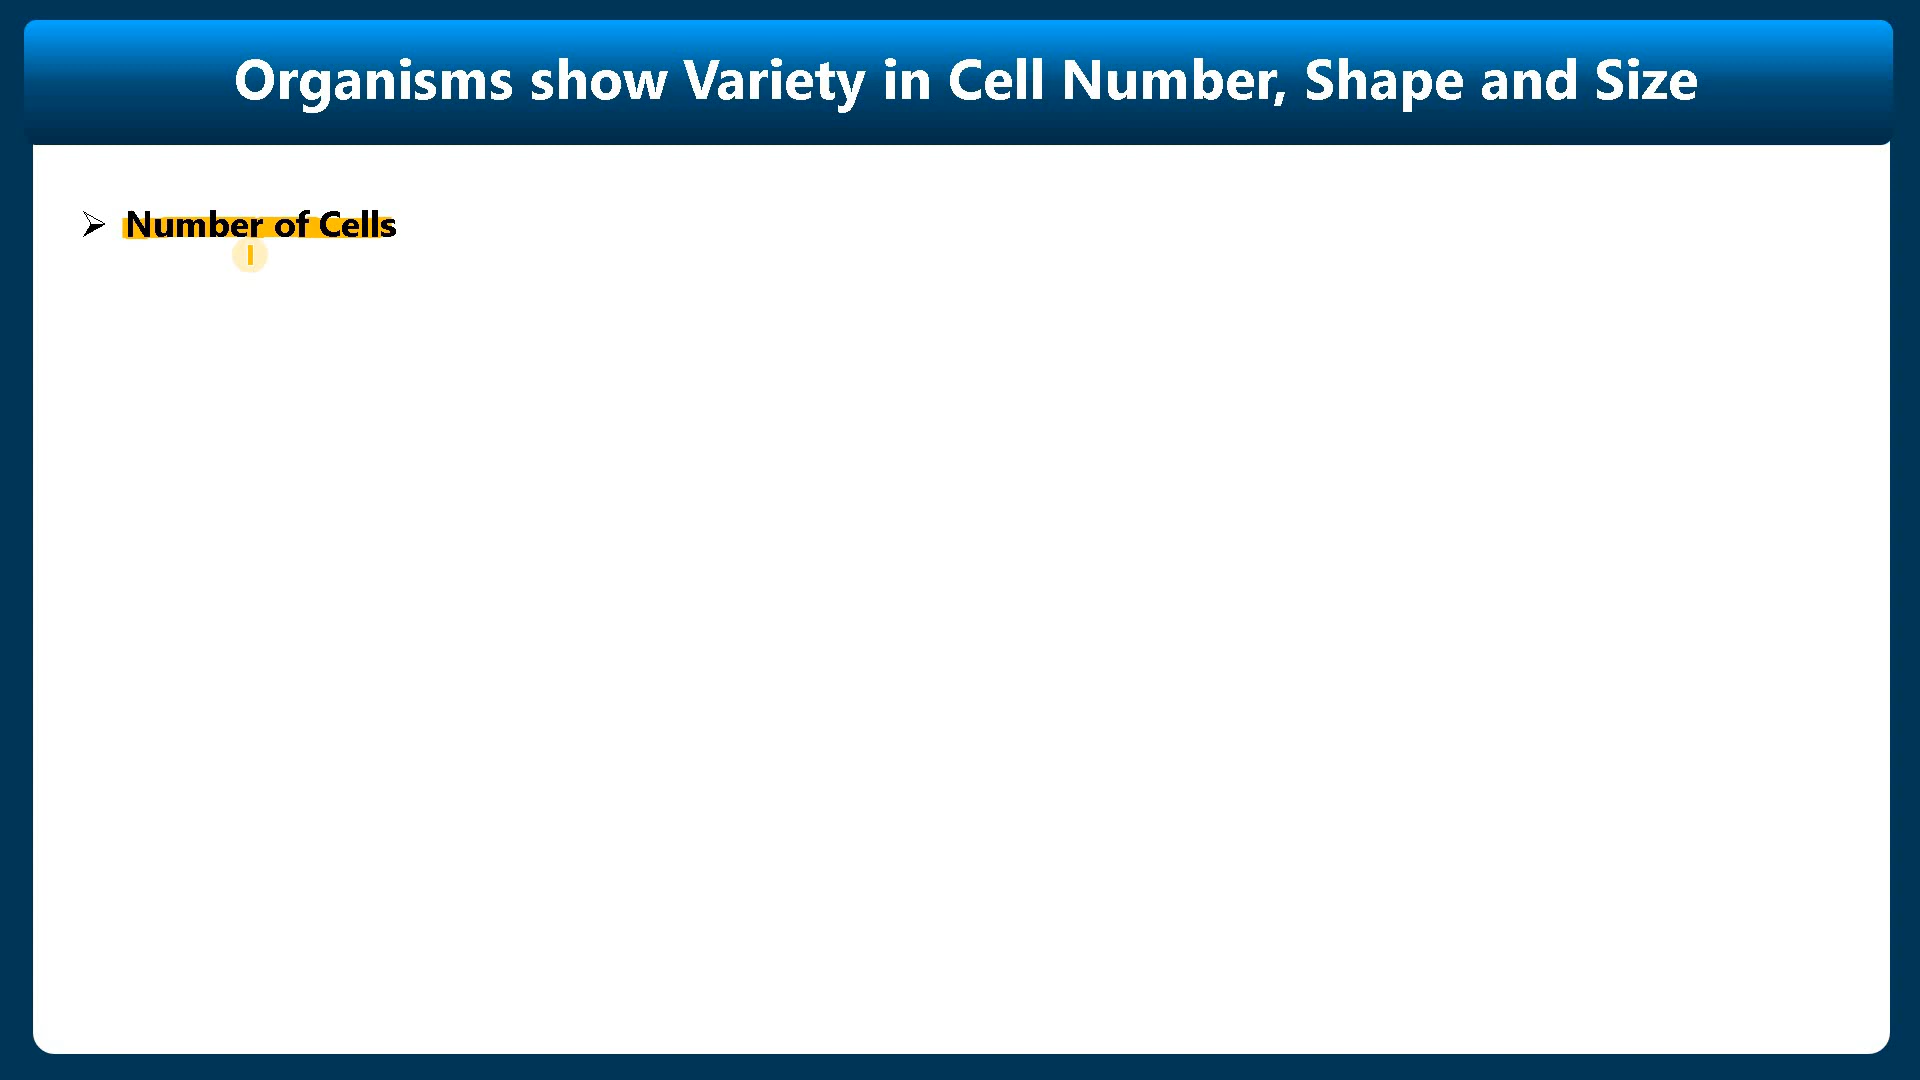 Organisms show Variety in Cell Number, Shape and Size
➢ Number of Cells